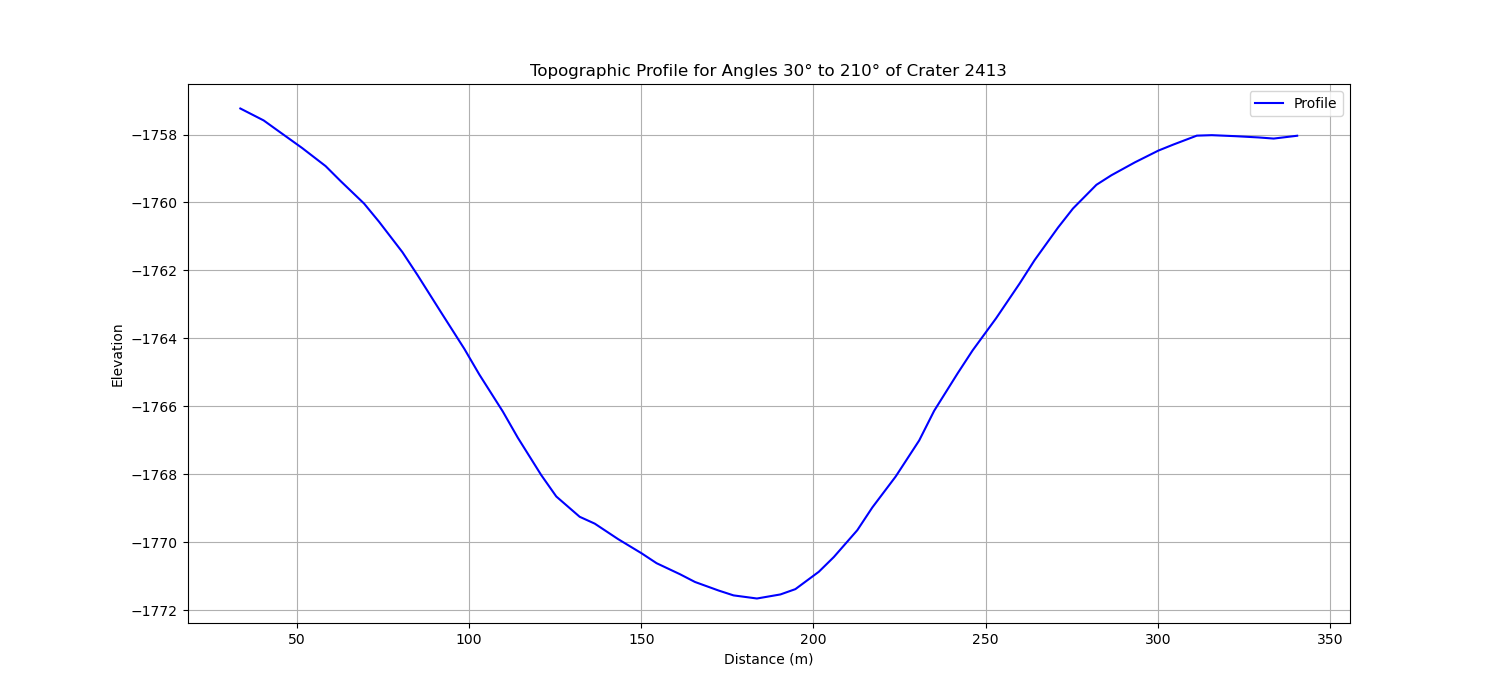 Topographic Profile for Angles 30° to 210° of Crater 2413
Profile
−1758
−1760
−1762
−1764
−1766
−1768
−1770
−1772
Elevation
50 100 150 200 250 300 350
Distance (m)